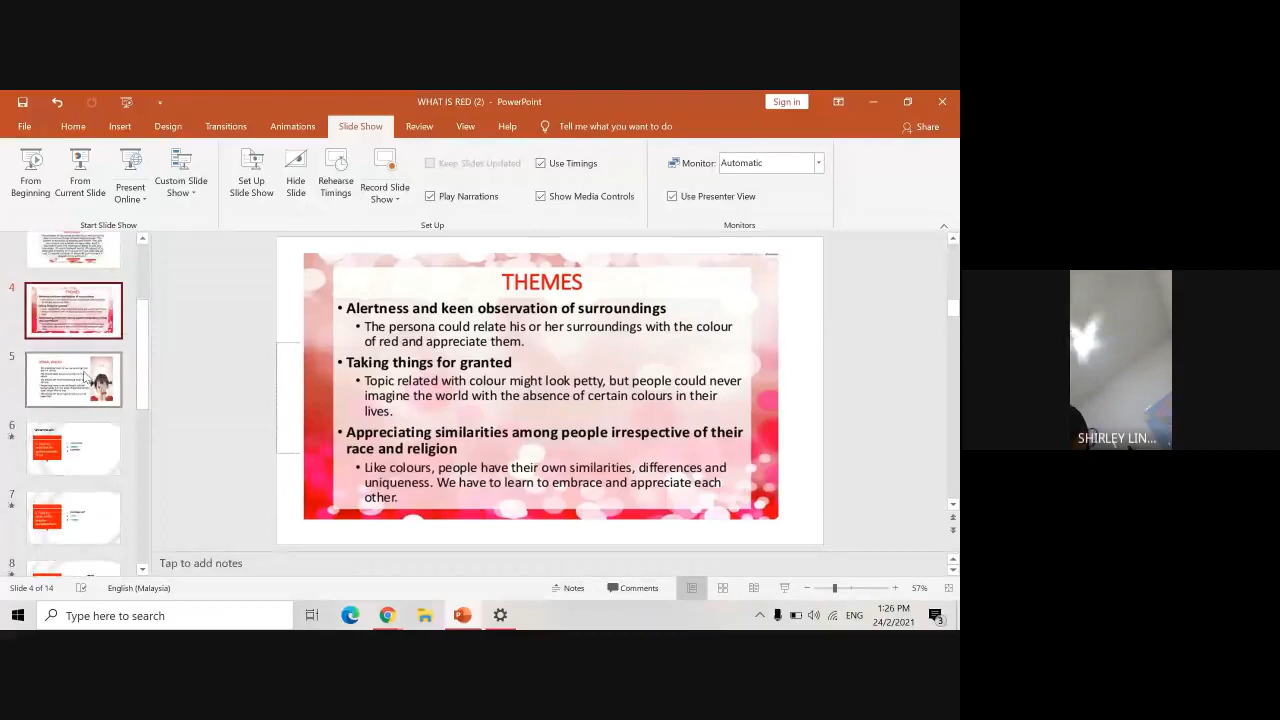 WHAT IS RED (2) - PowerPoint
Sign in
File Home Insert Design Transitions Animations Slide Show Review View Help Tell me what you want to do Share
From Beginning
From Current Slide
Present Online
Custom Slide Show
Set Up Slide Show
Hide Slide
Rehearse Timings
Record Slide Show
Keep Slides Updated
Play Narrations
Use Timings
Show Media Controls
Monitor: Automatic
Use Presenter View
Start Slide Show
Set Up
Monitors
4
5
6
7
8
THEMES
• Alertness and keen observation of surroundings
• The persona could relate his or her surroundings with the colour
of red and appreciate them.
• Taking things for granted
• Topic related with colour might look petty, but people could never
imagine the world with the absence of certain colours in their
lives.
• Appreciating similarities among people irrespective of their
race and religion
• Like colours, people have their own similarities, differences and
uniqueness. We have to learn to embrace and appreciate each
other.
SHIRLEY LIN...
Tap to add notes
Slide 4 of 14 English (Malaysia) Notes Comments 57%
Type here to search
ENG
1:26 PM
24/2/2021
3